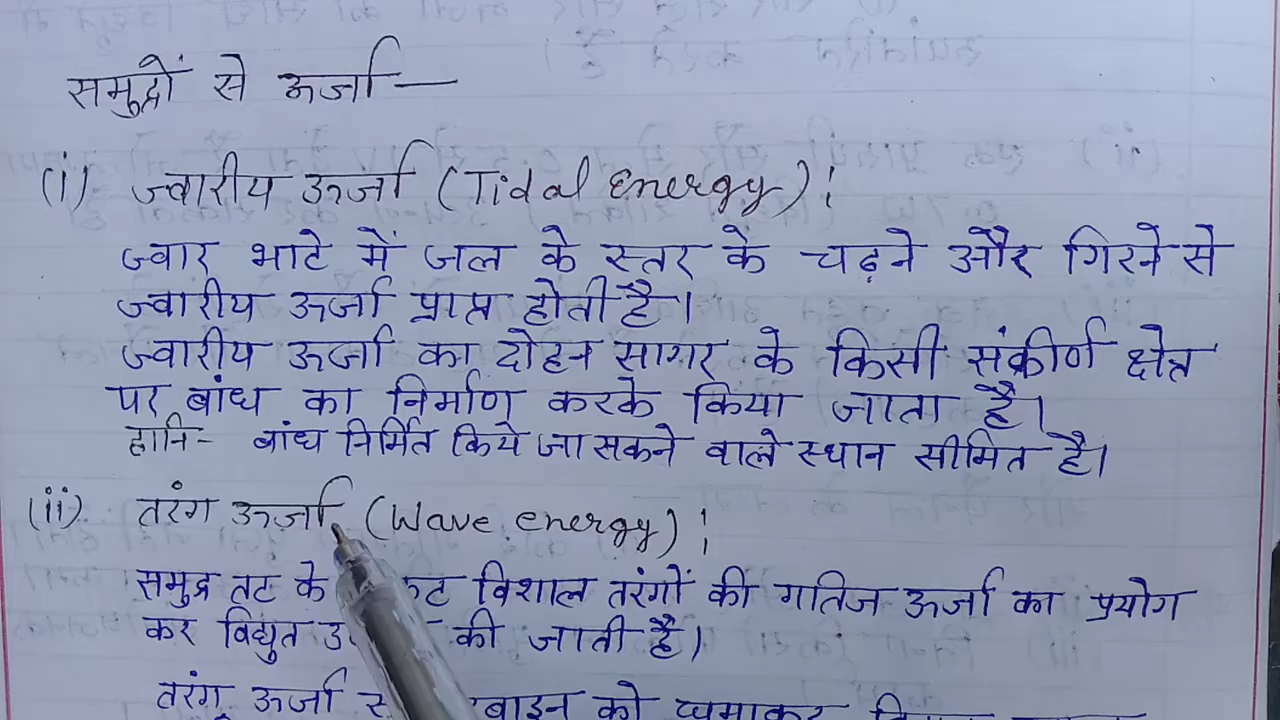 समुद्रों से ऊर्जा —
(i) ज्वारीय ऊर्जा (Tidal energy) :
ज्वार भाटे में जल के स्तर के चढ़ने और गिरने से
ज्वारीय ऊर्जा प्राप्त होती है।
ज्वारीय ऊर्जा का दोहन सागर के किसी संकीर्ण क्षेत्र
पर बांध का निर्माण करके किया जाता है।
हानि- बांध निर्मित किये जा सकने वाले स्थान सीमित है।
(ii) तरंग ऊर्जा (Wave energy) :
समुद्र तट के विशाल तरंगों की गतिज ऊर्जा का प्रयोग
कर विद्युत की जाती है।
तरंग ऊर्जा को घुमाकर